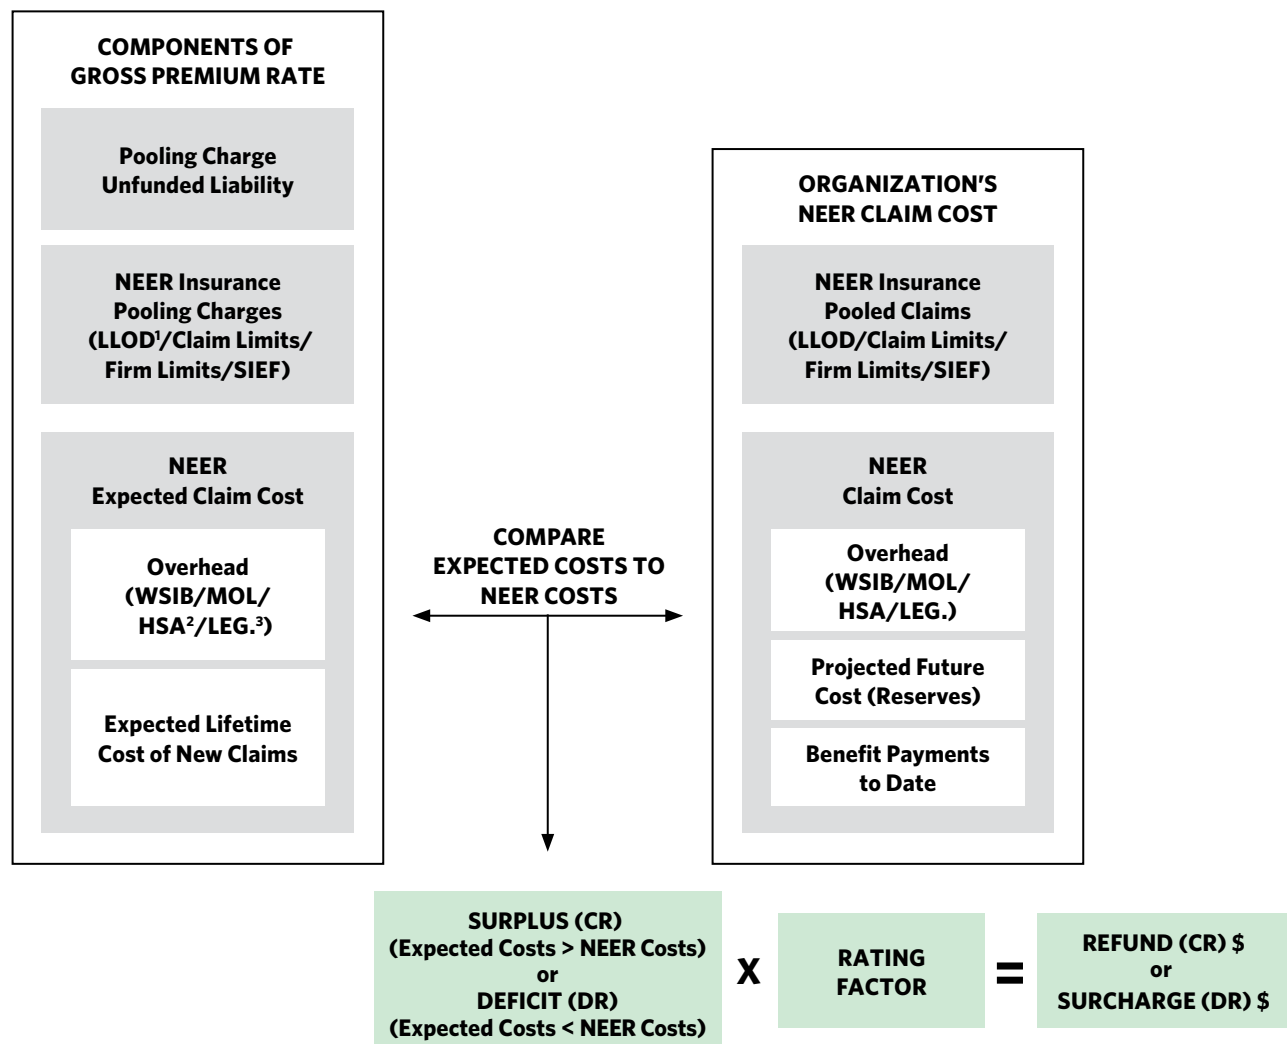 COMPONENTS OF
GROSS PREMIUM RATE
Pooling Charge
Unfunded Liability
NEER Insurance
Pooling Charges
(LLOD¹/Claim Limits/
Firm Limits/SIEF)
NEER
Expected Claim Cost
Overhead
(WSIB/MOL/
HSA²/LEG.³)
Expected Lifetime
Cost of New Claims
COMPARE
EXPECTED COSTS TO
NEER COSTS
ORGANIZATION'S
NEER CLAIM COST
NEER Insurance
Pooled Claims
(LLOD/Claim Limits/
Firm Limits/SIEF)
NEER
Claim Cost
Overhead
(WSIB/MOL/
HSA/LEG.)
Projected Future
Cost (Reserves)
Benefit Payments
to Date
SURPLUS (CR)
(Expected Costs > NEER Costs)
or
DEFICIT (DR)
(Expected Costs < NEER Costs)
X
RATING
FACTOR
=
REFUND (CR) $
or
SURCHARGE (DR) $